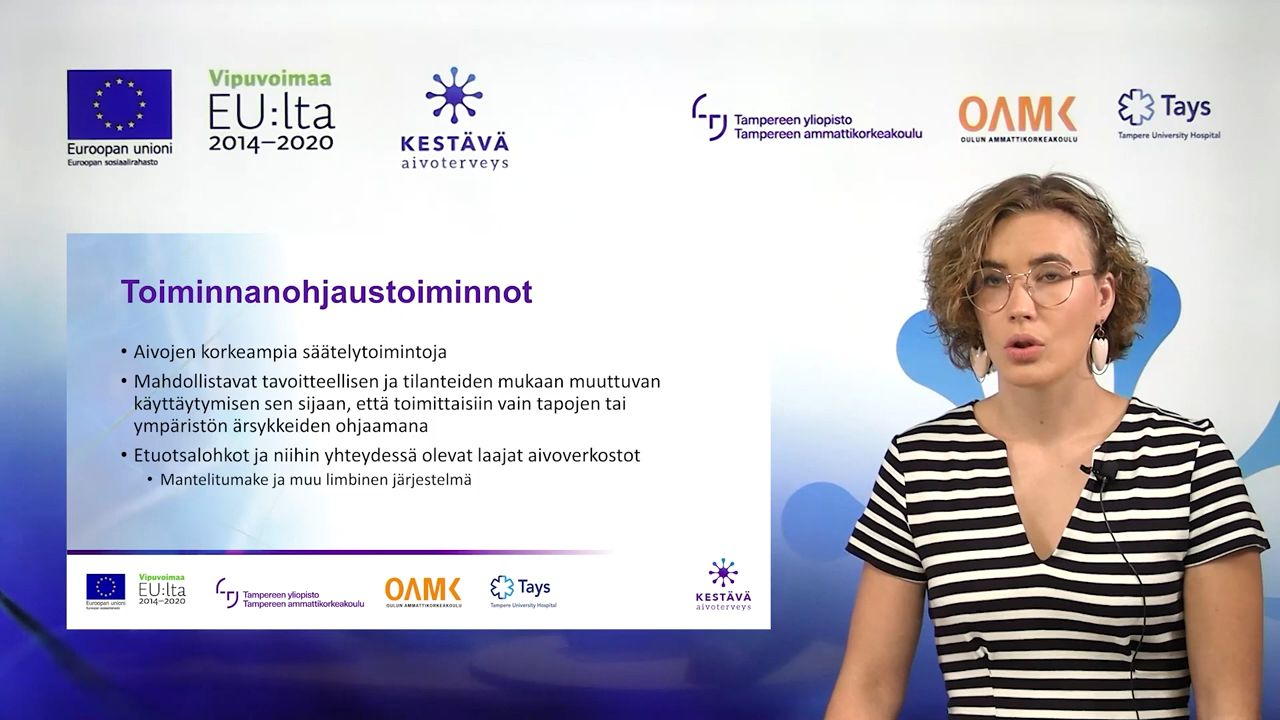 Euroopan unioni
Euroopan sosiaalirahasto
Vipuvoimaa
EU:lta
2014–2020
KESTÄVÄ
aivoterveys
Tampereen yliopisto
Tampereen ammattikorkeakoulu
OAMK
OULUN AMMATTIKORKEAKOULU
Tays
Tampere University Hospital
Toiminnanohjaustoiminnot
• Aivojen korkeampia säätelytoimintoja
• Mahdollistavat tavoitteellisen ja tilanteiden mukaan muuttuvan
käyttäytymisen sen sijaan, että toimittaisiin vain tapojen tai
ympäristön ärsykkeiden ohjaamana
• Etuotsalohkot ja niihin yhteydessä olevat laajat aivoverkostot
• Mantelitumake ja muu limbinen järjestelmä
Euroopan unioni
Euroopan sosiaalirahasto
Vipuvoimaa
EU:lta
2014–2020
Tampereen yliopisto
Tampereen ammattikorkeakoulu
OAMK
OULUN AMMATTIKORKEAKOULU
Tays
Tampere University Hospital
KESTÄVÄ
aivoterveys